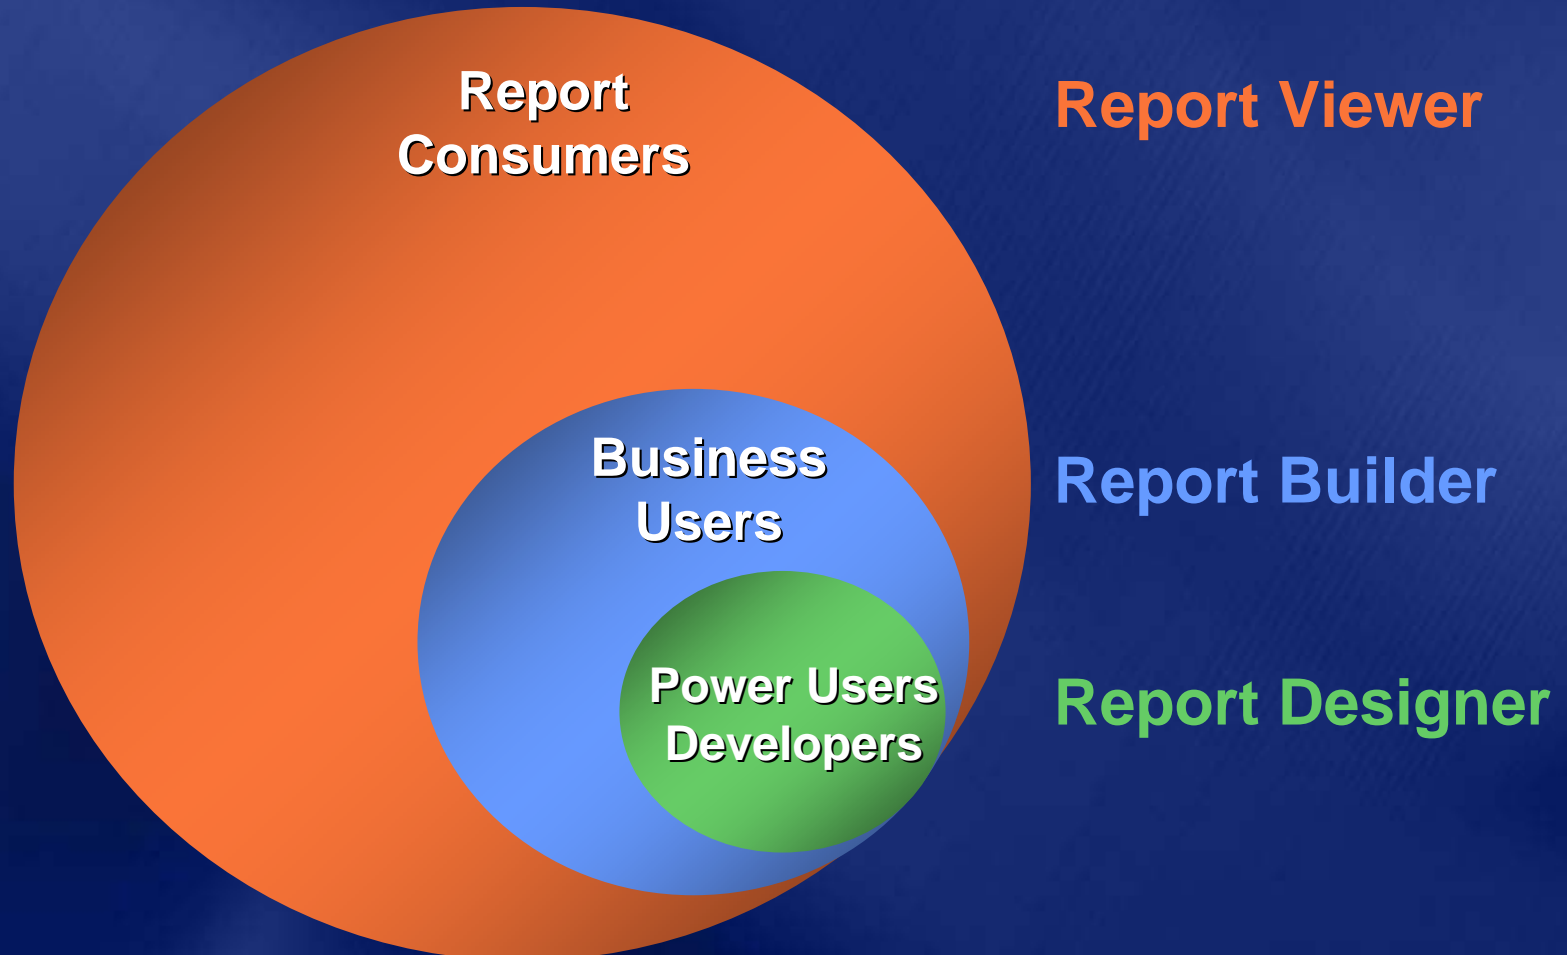 Report
Consumers
Report Viewer
Business
Users
Report Builder
Power Users
Developers
Report Designer